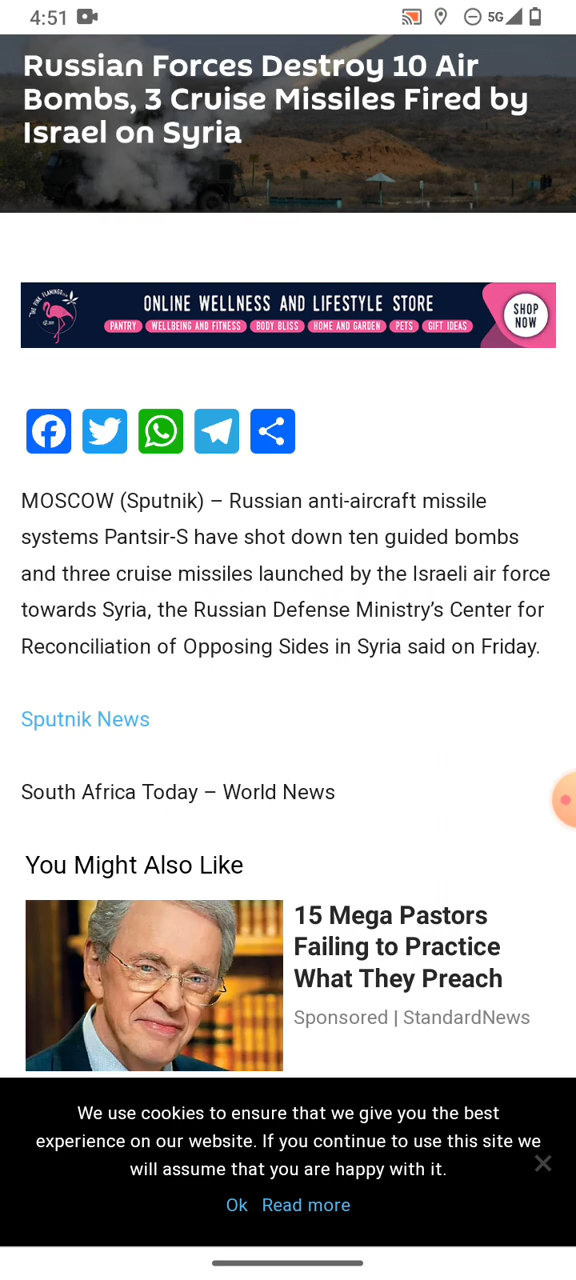 4:51
5G
Russian Forces Destroy 10 Air
Bombs, 3 Cruise Missiles Fired by
Israel on Syria
THE PINK FLAMINGO
ONLINE WELLNESS AND LIFESTYLE STORE
PANTRY WELLBEING AND FITNESS BODY BLISS HOME AND GARDEN PETS GIFT IDEAS
SHOP
NOW
MOSCOW (Sputnik) – Russian anti-aircraft missile
systems Pantsir-S have shot down ten guided bombs
and three cruise missiles launched by the Israeli air force
towards Syria, the Russian Defense Ministry’s Center for
Reconciliation of Opposing Sides in Syria said on Friday.
Sputnik News
South Africa Today – World News
You Might Also Like
15 Mega Pastors
Failing to Practice
What They Preach
Sponsored | StandardNews
We use cookies to ensure that we give you the best
experience on our website. If you continue to use this site we
will assume that you are happy with it.
Ok Read more